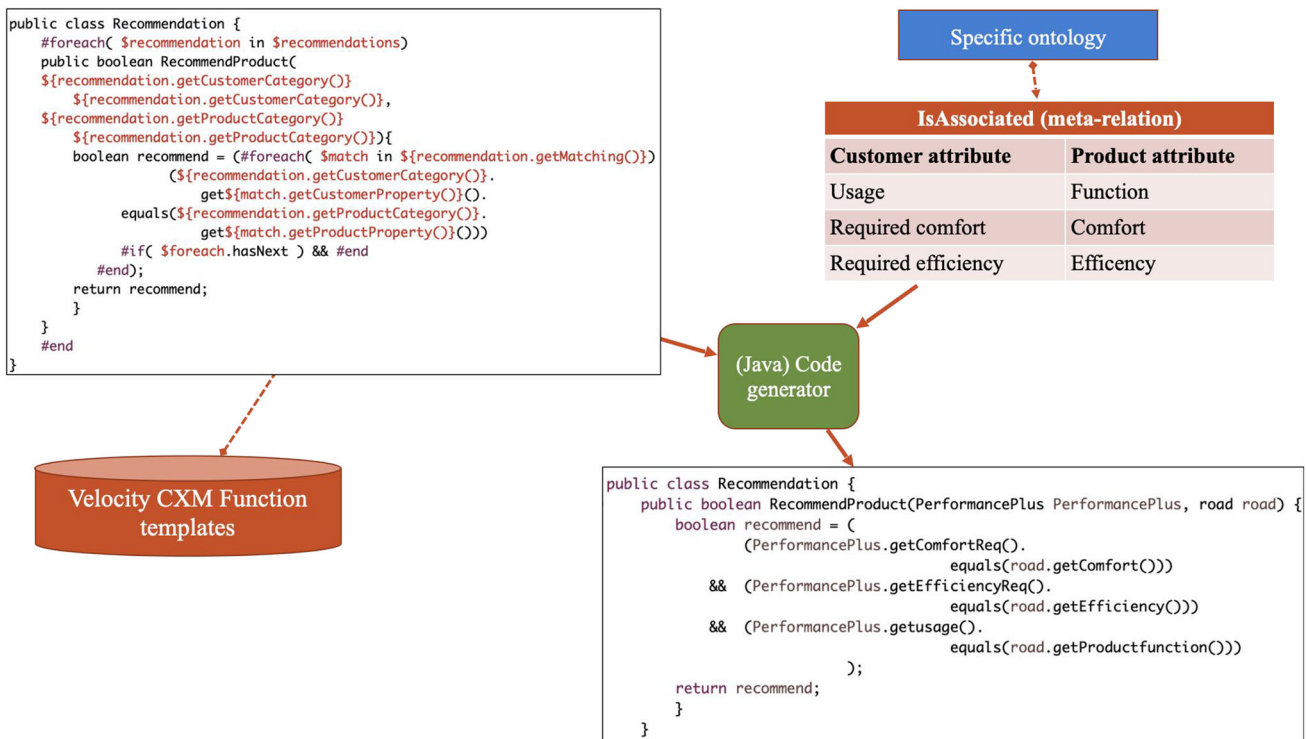 public class Recommendation {
#foreach( $recommendation in $recommendations)
public boolean RecommendProduct(
${recommendation.getCustomerCategory()}
${recommendation.getCustomerCategory()},
${recommendation.getProductCategory()}
${recommendation.getProductCategory()}){
boolean recommend = (#foreach( $match in ${recommendation.getMatching()})
(${recommendation.getCustomerCategory()}.
get${match.getCustomerProperty()}().
equals(${recommendation.getProductCategory()}.
get${match.getProductProperty()}()))
#if( $foreach.hasNext ) && #end
#end);
return recommend;
}
}
#end
}
Specific ontology
IsAssociated (meta-relation)
Customer attribute Product attribute
Usage Function
Required comfort Comfort
Required efficiency Efficency
(Java) Code
generator
Velocity CXM Function
templates
public class Recommendation {
public boolean RecommendProduct(PerformancePlus PerformancePlus, road road) {
boolean recommend = (
(PerformancePlus.getComfortReq().
equals(road.getComfort()))
&& (PerformancePlus.getEfficiencyReq().
equals(road.getEfficiency()))
&& (PerformancePlus.getusage().
equals(road.getProductfunction()))
);
return recommend;
}
}